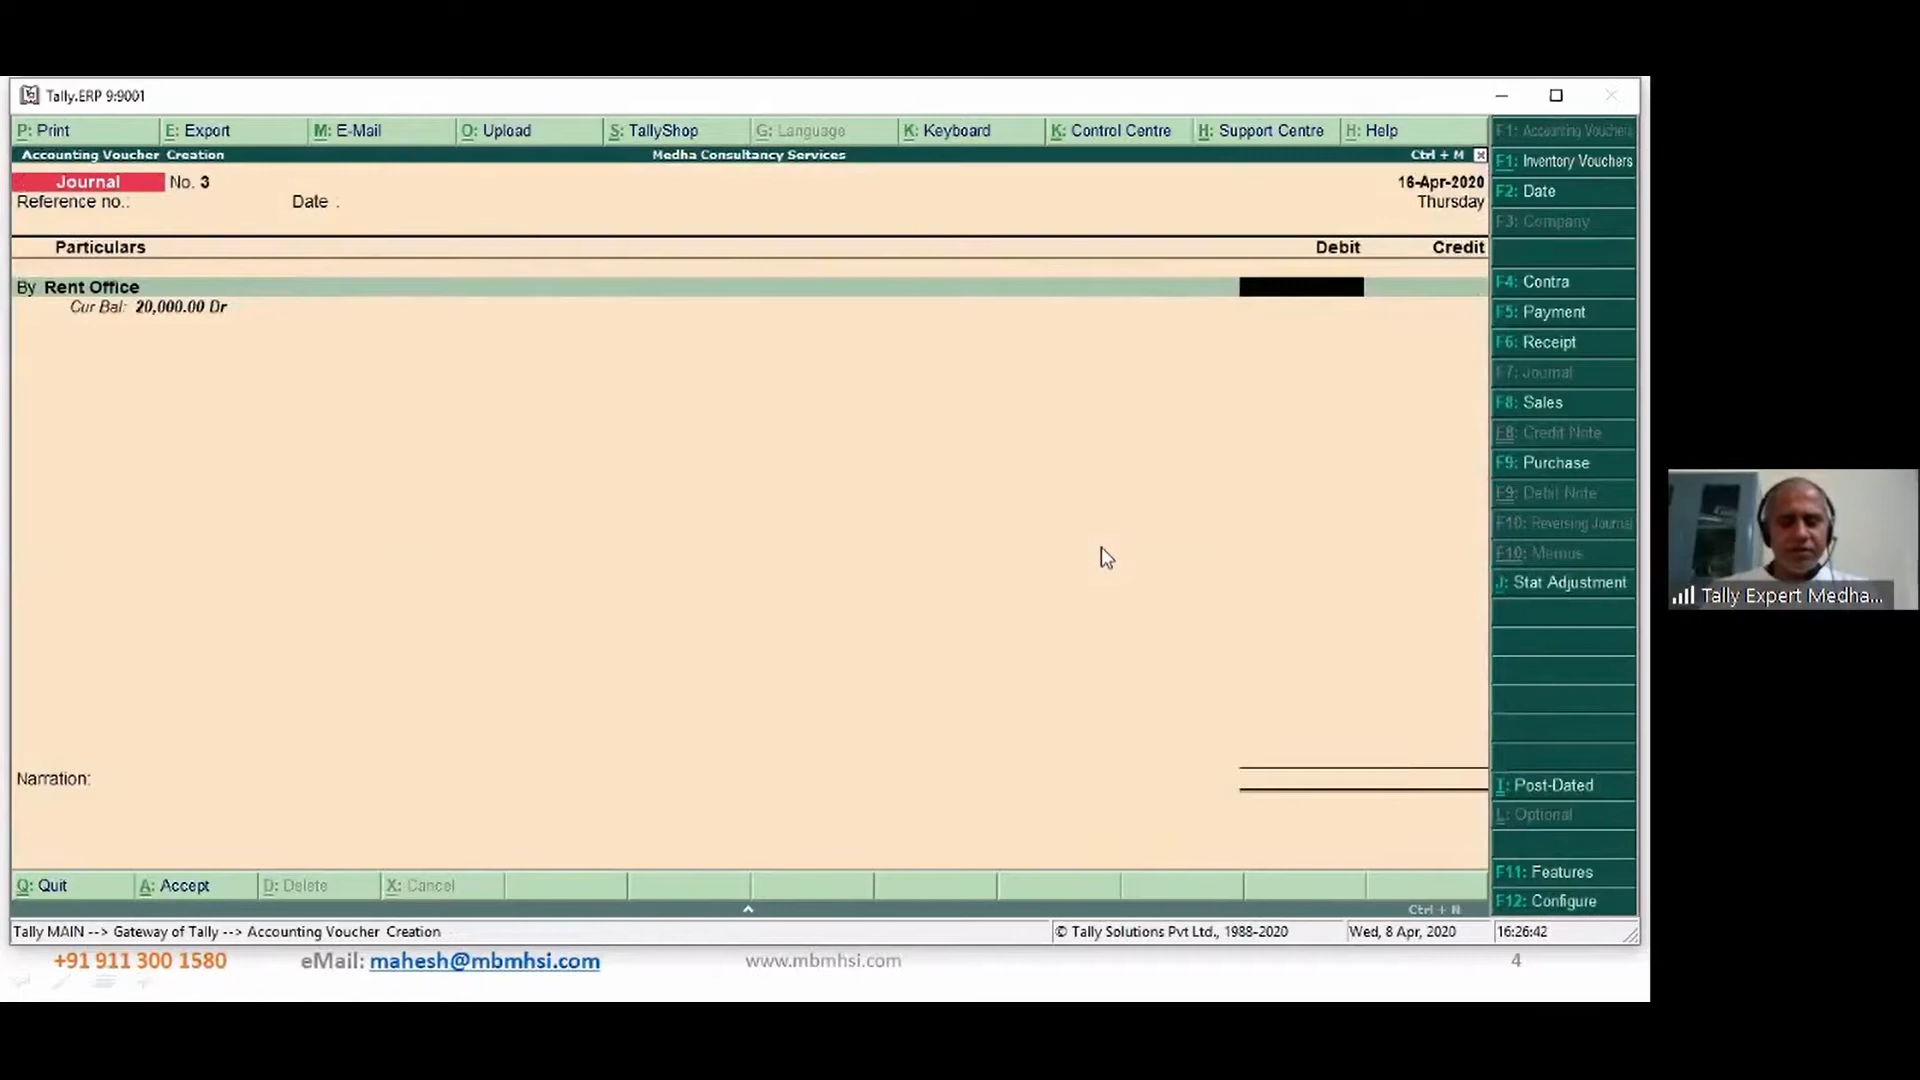 Tally.ERP 9:9001
P: Print E: Export M: E-Mail O: Upload S: TallyShop G: Language K: Keyboard K: Control Centre H: Support Centre H: Help
Accounting Voucher Creation Medha Consultancy Services Ctrl + M
Journal No. 3 16-Apr-2020
Reference no.: Date : Thursday
Particulars Debit Credit
By Rent Office
Cur Bal: 20,000.00 Dr
Narration:
Q: Quit A: Accept D: Delete X: Cancel
Ctrl + N
Tally MAIN --> Gateway of Tally --> Accounting Voucher Creation © Tally Solutions Pvt Ltd., 1988-2020 Wed, 8 Apr, 2020 16:26:42
F1: Accounting Vouchers
F1: Inventory Vouchers
F2: Date
F3: Company
F4: Contra
F5: Payment
F6: Receipt
F7: Journal
F8: Sales
F8: Credit Note
F9: Purchase
F9: Debit Note
F10: Reversing Journal
F10: Memos
J: Stat Adjustment
T: Post-Dated
L: Optional
F11: Features
F12: Configure
+91 911 300 1580 eMail: mahesh@mbmhsi.com www.mbmhsi.com 4
Tally Expert Medha...